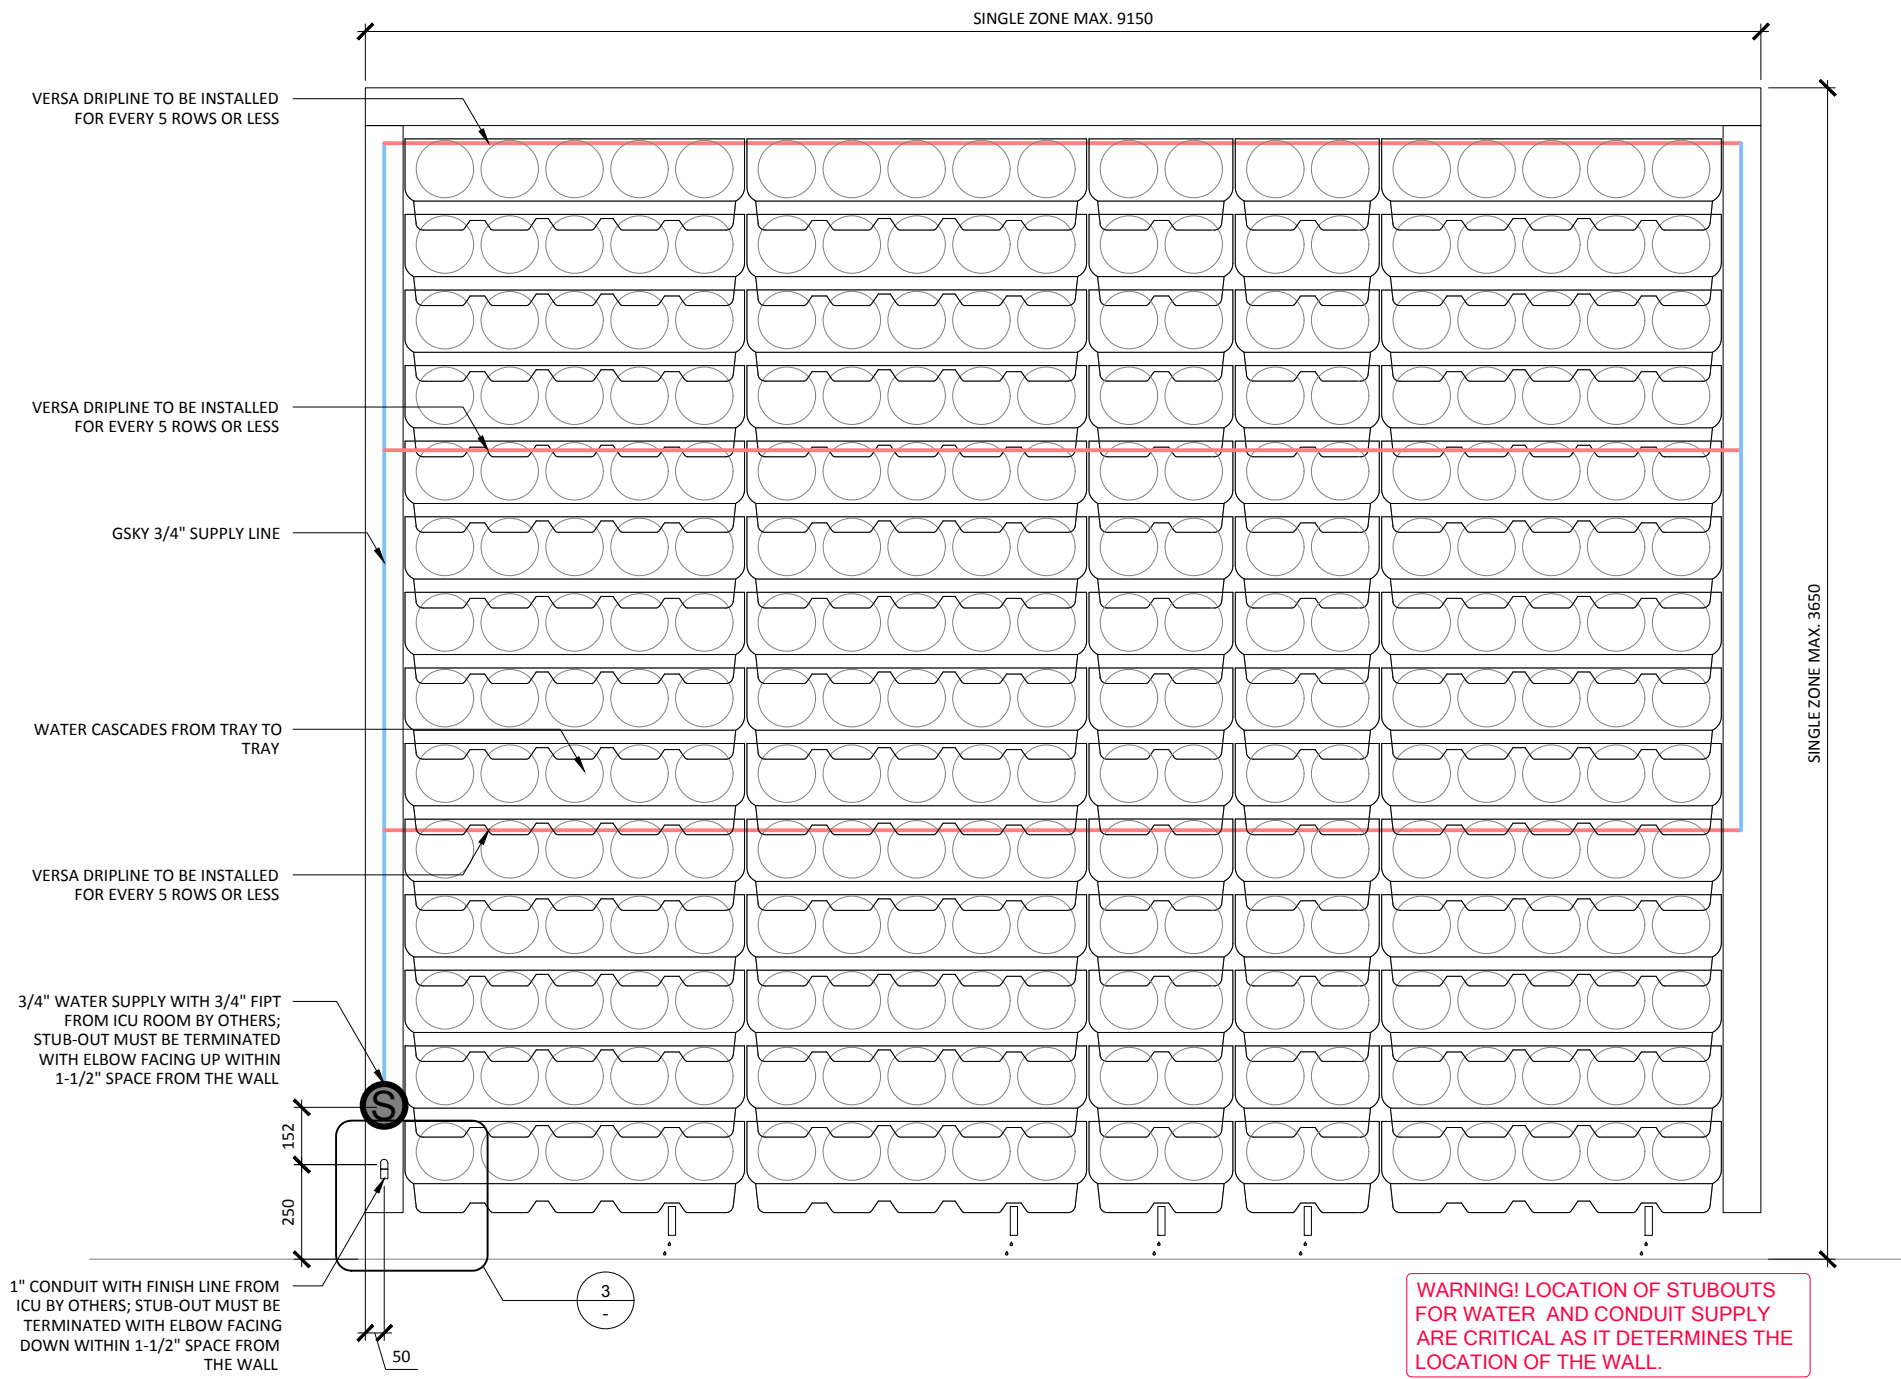 SINGLE ZONE MAX. 9150
VERSA DRIPLINE TO BE INSTALLED
FOR EVERY 5 ROWS OR LESS
VERSA DRIPLINE TO BE INSTALLED
FOR EVERY 5 ROWS OR LESS
GSKY 3/4" SUPPLY LINE
SINGLE ZONE MAX. 3650
WATER CASCADES FROM TRAY TO
TRAY
VERSA DRIPLINE TO BE INSTALLED
FOR EVERY 5 ROWS OR LESS
3/4" WATER SUPPLY WITH 3/4" FIPT
FROM ICU ROOM BY OTHERS;
STUB-OUT MUST BE TERMINATED
WITH ELBOW FACING UP WITHIN
1-1/2" SPACE FROM THE WALL
S
152
250
1" CONDUIT WITH FINISH LINE FROM
ICU BY OTHERS; STUB-OUT MUST BE
TERMINATED WITH ELBOW FACING
DOWN WITHIN 1-1/2" SPACE FROM
THE WALL
50
3
-
WARNING! LOCATION OF STUBOUTS
FOR WATER AND CONDUIT SUPPLY
ARE CRITICAL AS IT DETERMINES THE
LOCATION OF THE WALL.